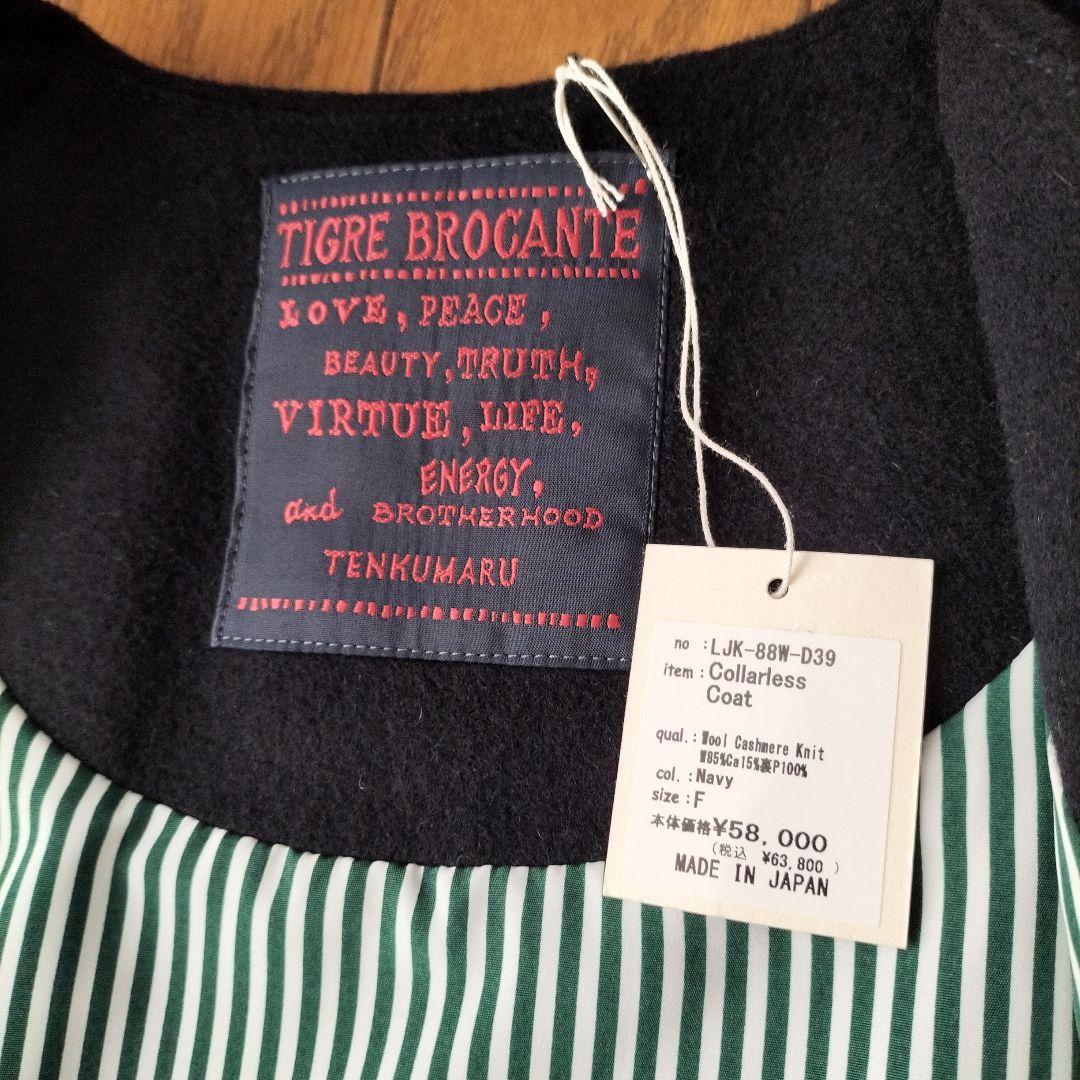 TIGRE BROCANTE
LOVE, PEACE,
BEAUTY, TRUTH,
VIRTUE, LIFE,
ENERGY,
and BROTHERHOOD
TENKUMARU
no :LJK-88W-D39
item:Collarless
Coat
qual.:Wool Cashmere Knit
W85%Ca15%裏P100%
col.:Navy
size:F
本体価格¥58,000
(税込 ¥63,800 )
MADE IN JAPAN